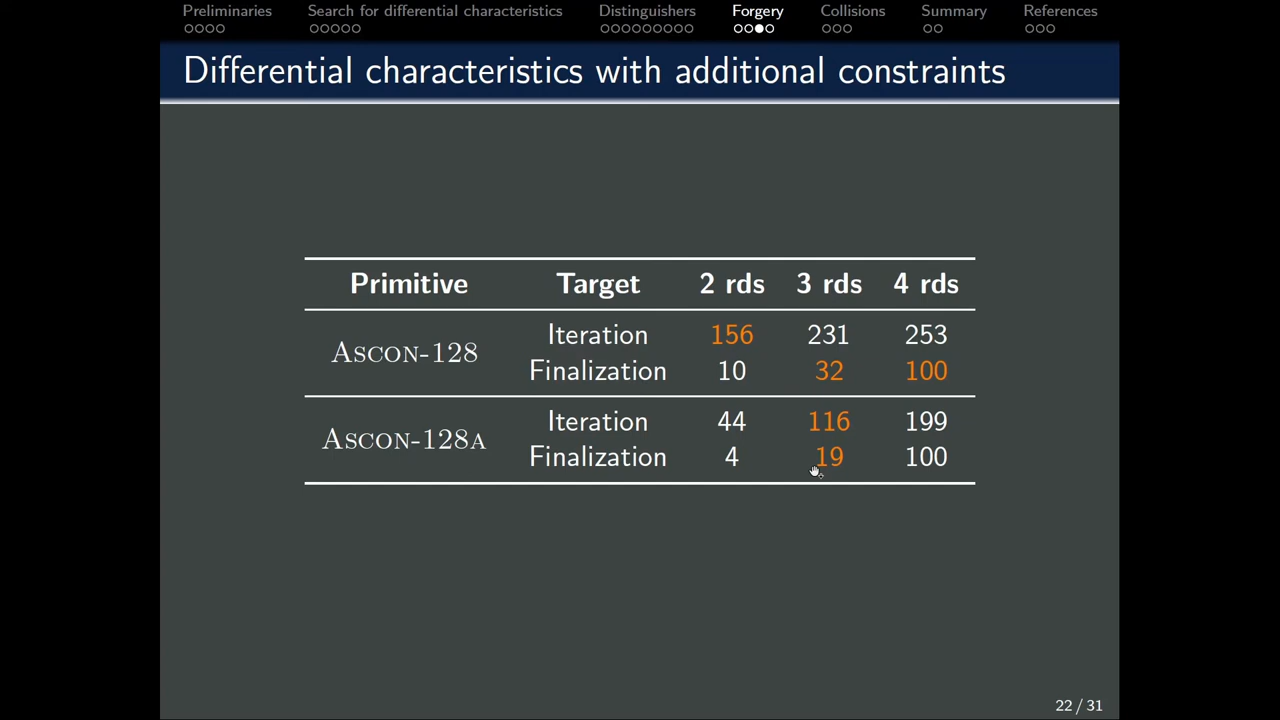 Preliminaries Search for differential characteristics Distinguishers Forgery Collisions Summary References
Differential characteristics with additional constraints
Primitive Target 2 rds 3 rds 4 rds
Ascon-128 Iteration 156 231 253
Finalization 10 32 100
Ascon-128a Iteration 44 116 199
Finalization 4 19 100
22 / 31